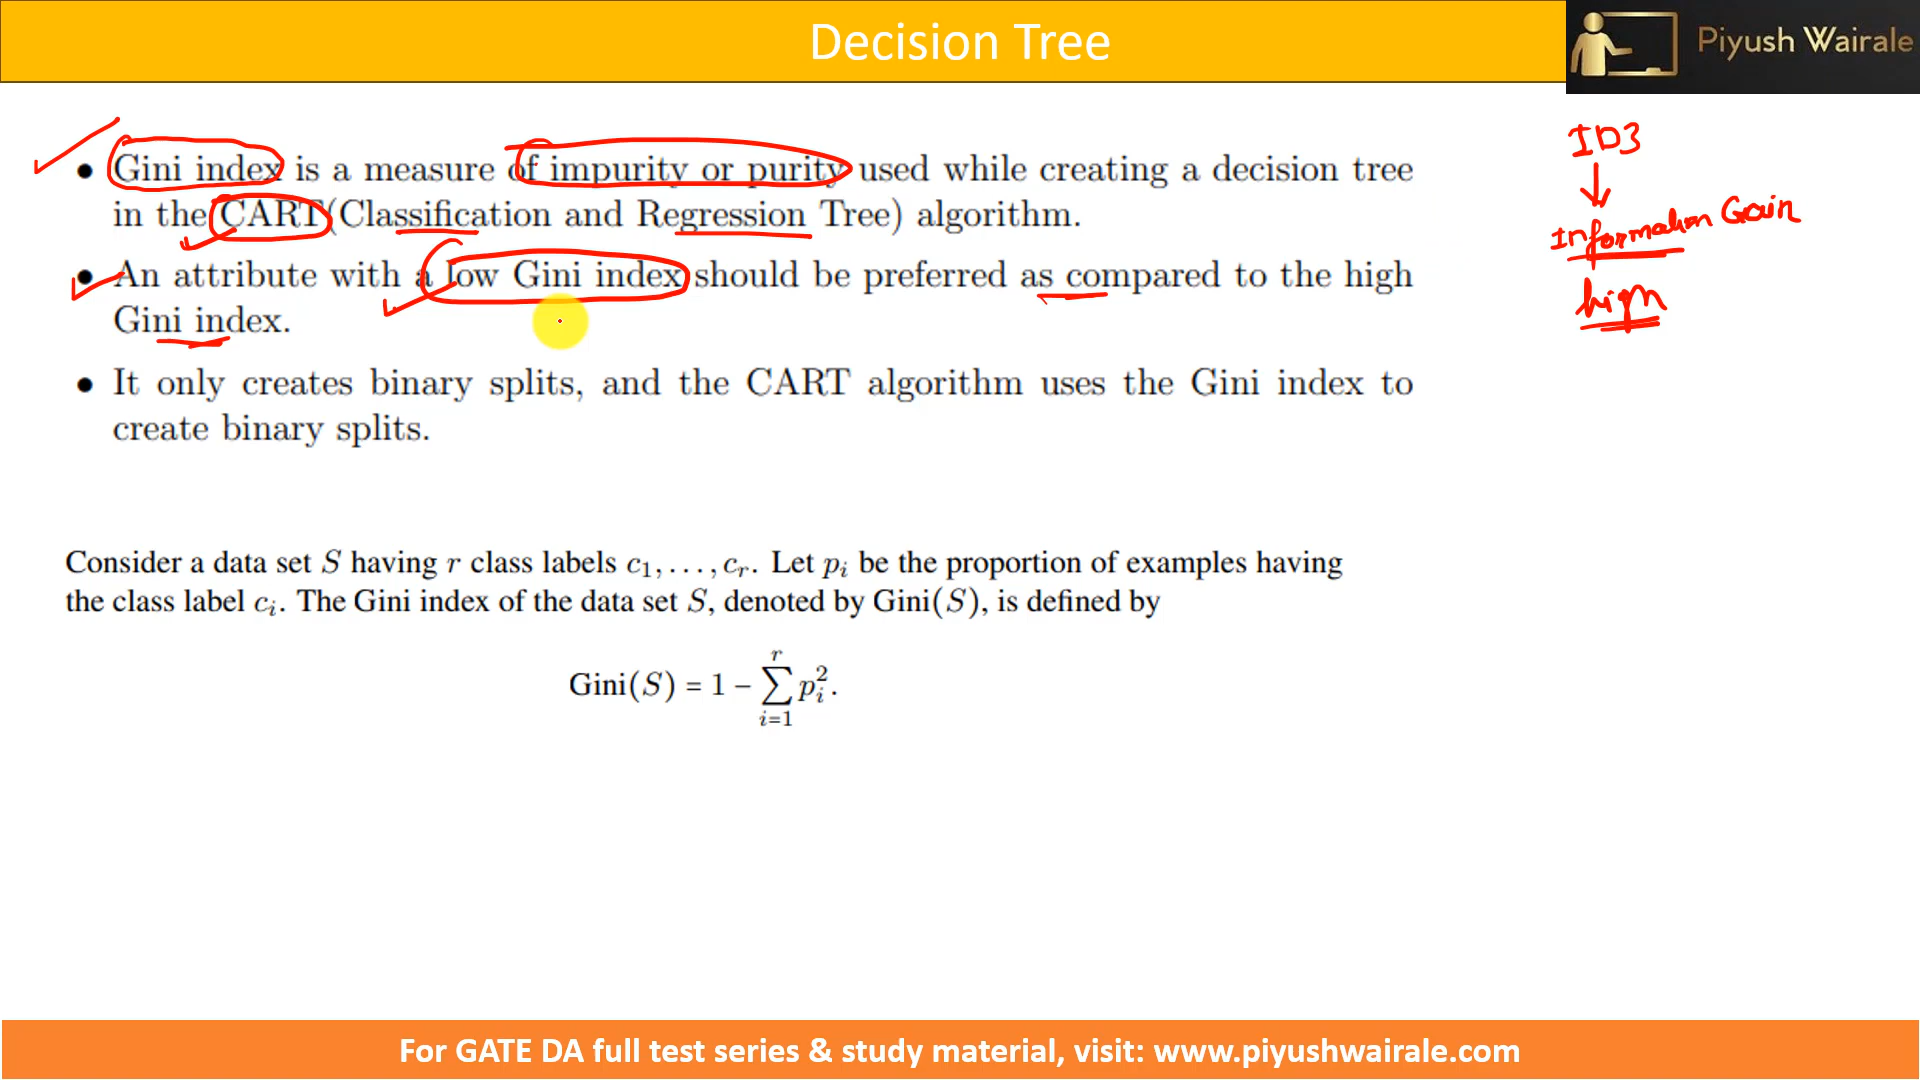 Decision Tree
Piyush Wairale
• Gini index is a measure of impurity or purity used while creating a decision tree
in the CART(Classification and Regression Tree) algorithm.
• An attribute with a low Gini index should be preferred as compared to the high
Gini index.
• It only creates binary splits, and the CART algorithm uses the Gini index to
create binary splits.
ID3
↓
Information Gain
high
Consider a data set S having r class labels c₁, . . . , cᵣ. Let pᵢ be the proportion of examples having
the class label cᵢ. The Gini index of the data set S, denoted by Gini(S), is defined by
Gini(S) = 1 − ∑ᵢ₌₁ʳ pᵢ².
For GATE DA full test series & study material, visit: www.piyushwairale.com